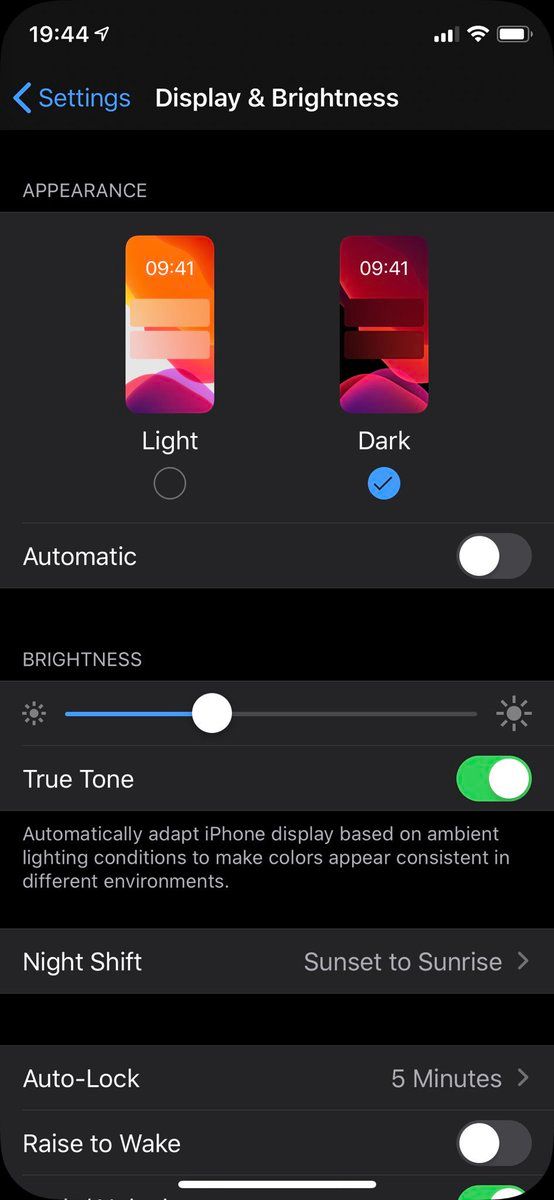 19:44
Settings
Display & Brightness
APPEARANCE
09:41
09:41
Light
Dark
Automatic
BRIGHTNESS
True Tone
Automatically adapt iPhone display based on ambient
lighting conditions to make colors appear consistent in
different environments.
Night Shift
Sunset to Sunrise
Auto-Lock
5 Minutes
Raise to Wake